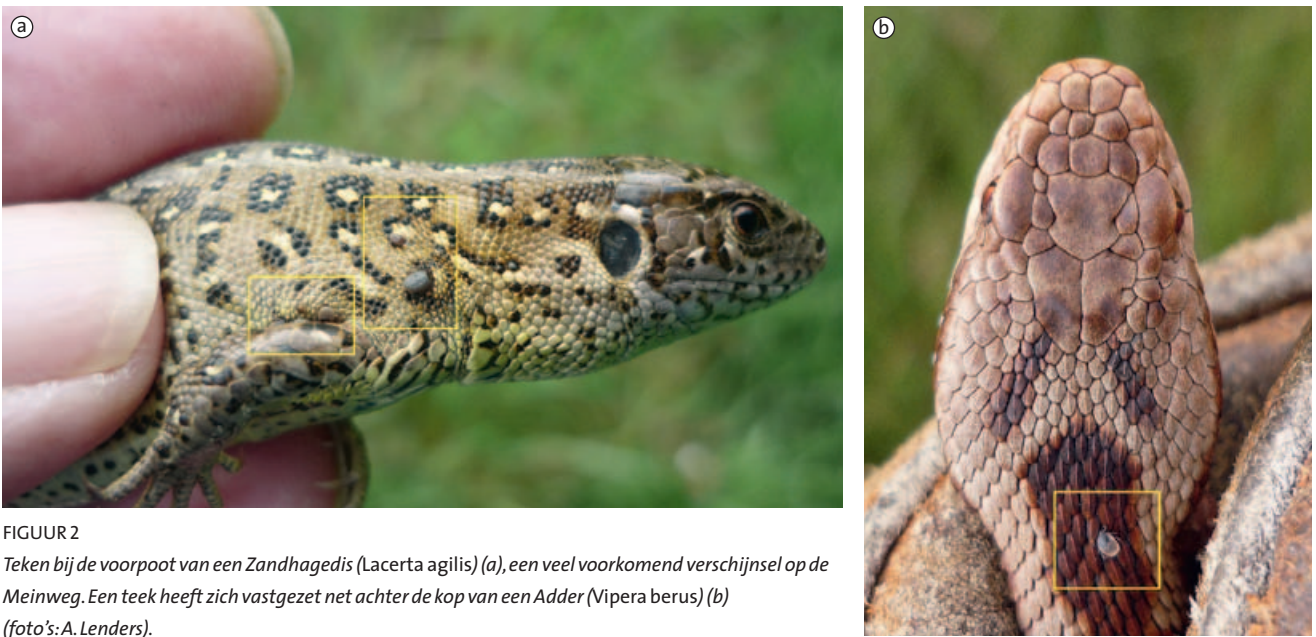 a
b
FIGUUR 2
Teken bij de voorpoot van een Zandhagedis (Lacerta agilis) (a), een veel voorkomend verschijnsel op de
Meinweg. Een teek heeft zich vastgezet net achter de kop van een Adder (Vipera berus) (b)
(foto's: A. Lenders).